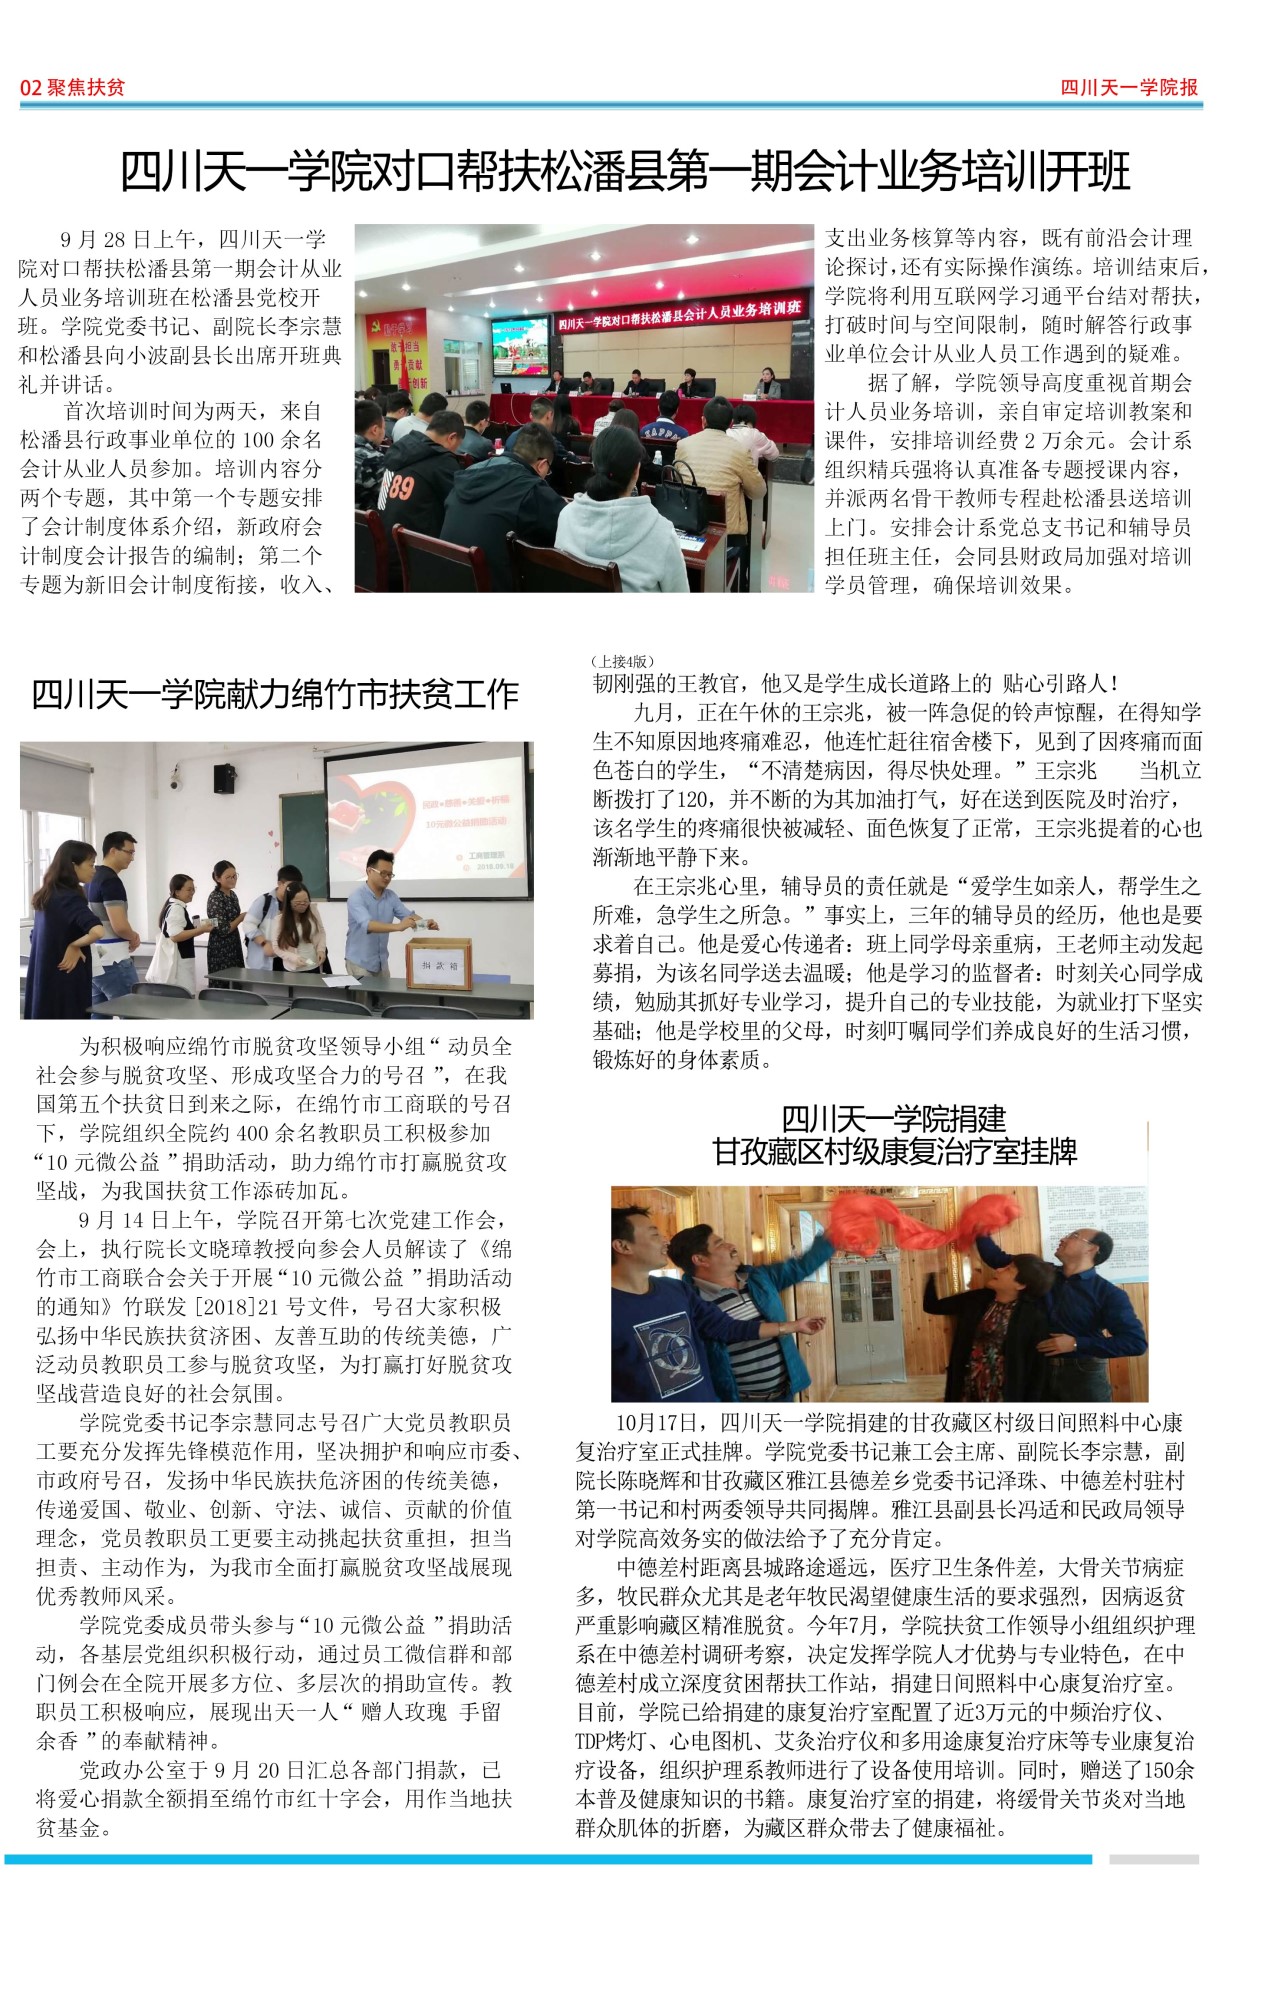 02 聚焦扶贫
四川天一学院报
四川天一学院对口帮扶松潘县第一期会计业务培训开班
9 月 28 日上午，四川天一学
院对口帮扶松潘县第一期会计从业
人员业务培训班在松潘县党校开
班。学院党委书记、副院长李宗慧
和松潘县向小波副县长出席开班典
礼并讲话。
首次培训时间为两天，来自
松潘县行政事业单位的 100 余名
会计从业人员参加。培训内容分
两个专题，其中第一个专题安排
了会计制度体系介绍，新政府会
计制度会计报告的编制；第二个
专题为新旧会计制度衔接，收入、
四川天一学院对口帮扶松潘县会计人员业务培训班
89
支出业务核算等内容，既有前沿会计理
论探讨，还有实际操作演练。培训结束后，
学院将利用互联网学习通平台结对帮扶，
打破时间与空间限制，随时解答行政事
业单位会计从业人员工作遇到的疑难。
据了解，学院领导高度重视首期会
计人员业务培训，亲自审定培训教案和
课件，安排培训经费 2 万余元。会计系
组织精兵强将认真准备专题授课内容，
并派两名骨干教师专程赴松潘县送培训
上门。安排会计系党总支书记和辅导员
担任班主任，会同县财政局加强对培训
学员管理，确保培训效果。
四川天一学院献力绵竹市扶贫工作
民政+慈善+关爱+祈福
10元微公益捐助活动
工商管理系
2018.09.18
捐 款 箱
为积极响应绵竹市脱贫攻坚领导小组“ 动员全
社会参与脱贫攻坚、形成攻坚合力的号召 ”，在我
国第五个扶贫日到来之际，在绵竹市工商联的号召
下，学院组织全院约 400 余名教职员工积极参加
“10 元微公益 ”捐助活动，助力绵竹市打赢脱贫攻
坚战，为我国扶贫工作添砖加瓦。
9 月 14 日上午，学院召开第七次党建工作会，
会上，执行院长文晓璋教授向参会人员解读了《绵
竹市工商联合会关于开展“10 元微公益 ”捐助活动
的通知》竹联发 [2018]21 号文件，号召大家积极
弘扬中华民族扶贫济困、友善互助的传统美德，广
泛动员教职员工参与脱贫攻坚，为打赢打好脱贫攻
坚战营造良好的社会氛围。
学院党委书记李宗慧同志号召广大党员教职员
工要充分发挥先锋模范作用，坚决拥护和响应市委、
市政府号召，发扬中华民族扶危济困的传统美德，
传递爱国、敬业、创新、守法、诚信、贡献的价值
理念，党员教职员工更要主动挑起扶贫重担，担当
担责、主动作为，为我市全面打赢脱贫攻坚战展现
优秀教师风采。
学院党委成员带头参与“10 元微公益 ”捐助活
动，各基层党组织积极行动，通过员工微信群和部
门例会在全院开展多方位、多层次的捐助宣传。教
职员工积极响应，展现出天一人“ 赠人玫瑰 手留
余香 ”的奉献精神。
党政办公室于 9 月 20 日汇总各部门捐款，已
将爱心捐款全额捐至绵竹市红十字会，用作当地扶
贫基金。
（上接4版）
韧刚强的王教官，他又是学生成长道路上的 贴心引路人！
九月，正在午休的王宗兆，被一阵急促的铃声惊醒，在得知学
生不知原因地疼痛难忍，他连忙赶往宿舍楼下，见到了因疼痛而面
色苍白的学生，“不清楚病因，得尽快处理。”王宗兆 当机立
断拨打了120，并不断的为其加油打气，好在送到医院及时治疗，
该名学生的疼痛很快被减轻、面色恢复了正常，王宗兆提着的心也
渐渐地平静下来。
在王宗兆心里，辅导员的责任就是“爱学生如亲人，帮学生之
所难，急学生之所急。”事实上，三年的辅导员的经历，他也是要
求着自己。他是爱心传递者：班上同学母亲重病，王老师主动发起
募捐，为该名同学送去温暖；他是学习的监督者：时刻关心同学成
绩，勉励其抓好专业学习，提升自己的专业技能，为就业打下坚实
基础；他是学校里的父母，时刻叮嘱同学们养成良好的生活习惯，
锻炼好的身体素质。
四川天一学院捐建
甘孜藏区村级康复治疗室挂牌
10月17日，四川天一学院捐建的甘孜藏区村级日间照料中心康
复治疗室正式挂牌。学院党委书记兼工会主席、副院长李宗慧，副
院长陈晓辉和甘孜藏区雅江县德差乡党委书记泽珠、中德差村驻村
第一书记和村两委领导共同揭牌。雅江县副县长冯适和民政局领导
对学院高效务实的做法给予了充分肯定。
中德差村距离县城路途遥远，医疗卫生条件差，大骨关节病症
多，牧民群众尤其是老年牧民渴望健康生活的要求强烈，因病返贫
严重影响藏区精准脱贫。今年7月，学院扶贫工作领导小组组织护理
系在中德差村调研考察，决定发挥学院人才优势与专业特色，在中
德差村成立深度贫困帮扶工作站，捐建日间照料中心康复治疗室。
目前，学院已给捐建的康复治疗室配置了近3万元的中频治疗仪、
TDP烤灯、心电图机、艾灸治疗仪和多用途康复治疗床等专业康复治
疗设备，组织护理系教师进行了设备使用培训。同时，赠送了150余
本普及健康知识的书籍。康复治疗室的捐建，将缓骨关节炎对当地
群众肌体的折磨，为藏区群众带去了健康福祉。